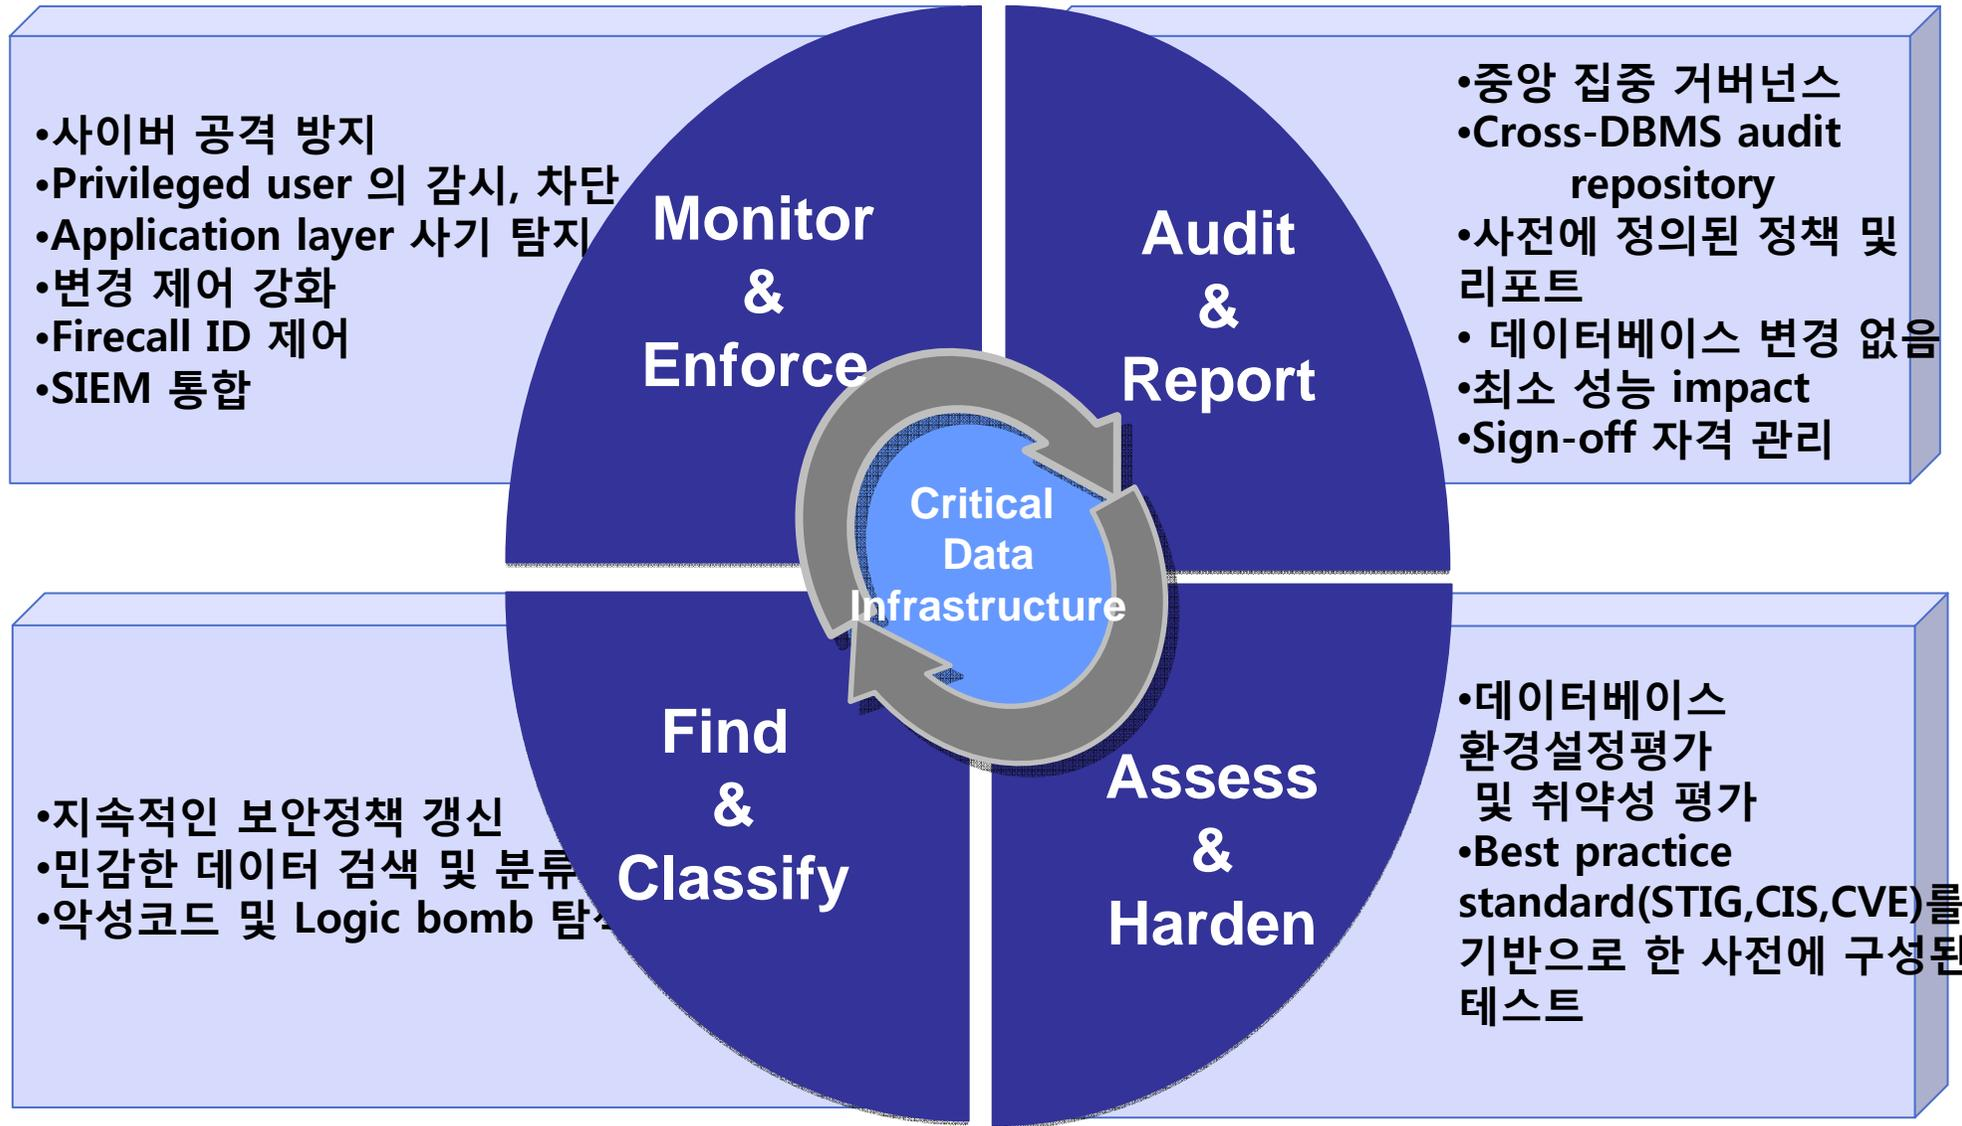 •사이버 공격 방지
•Privileged user 의 감시, 차단
•Application layer 사기 탐지
•변경 제어 강화
•Firecall ID 제어
•SIEM 통합
Monitor
&
Enforce
Audit
&
Report
•중앙 집중 거버넌스
•Cross-DBMS audit
repository
•사전에 정의된 정책 및
리포트
• 데이터베이스 변경 없음
•최소 성능 impact
•Sign-off 자격 관리
Critical
Data
Infrastructure
•지속적인 보안정책 갱신
•민감한 데이터 검색 및 분류
•악성코드 및 Logic bomb
Find
&
Classify
Assess
&
Harden
•데이터베이스
환경설정평가
및 취약성 평가
•Best practice
standard(STIG,CIS,CVE)를
기반으로 한 사전에 구성된
테스트